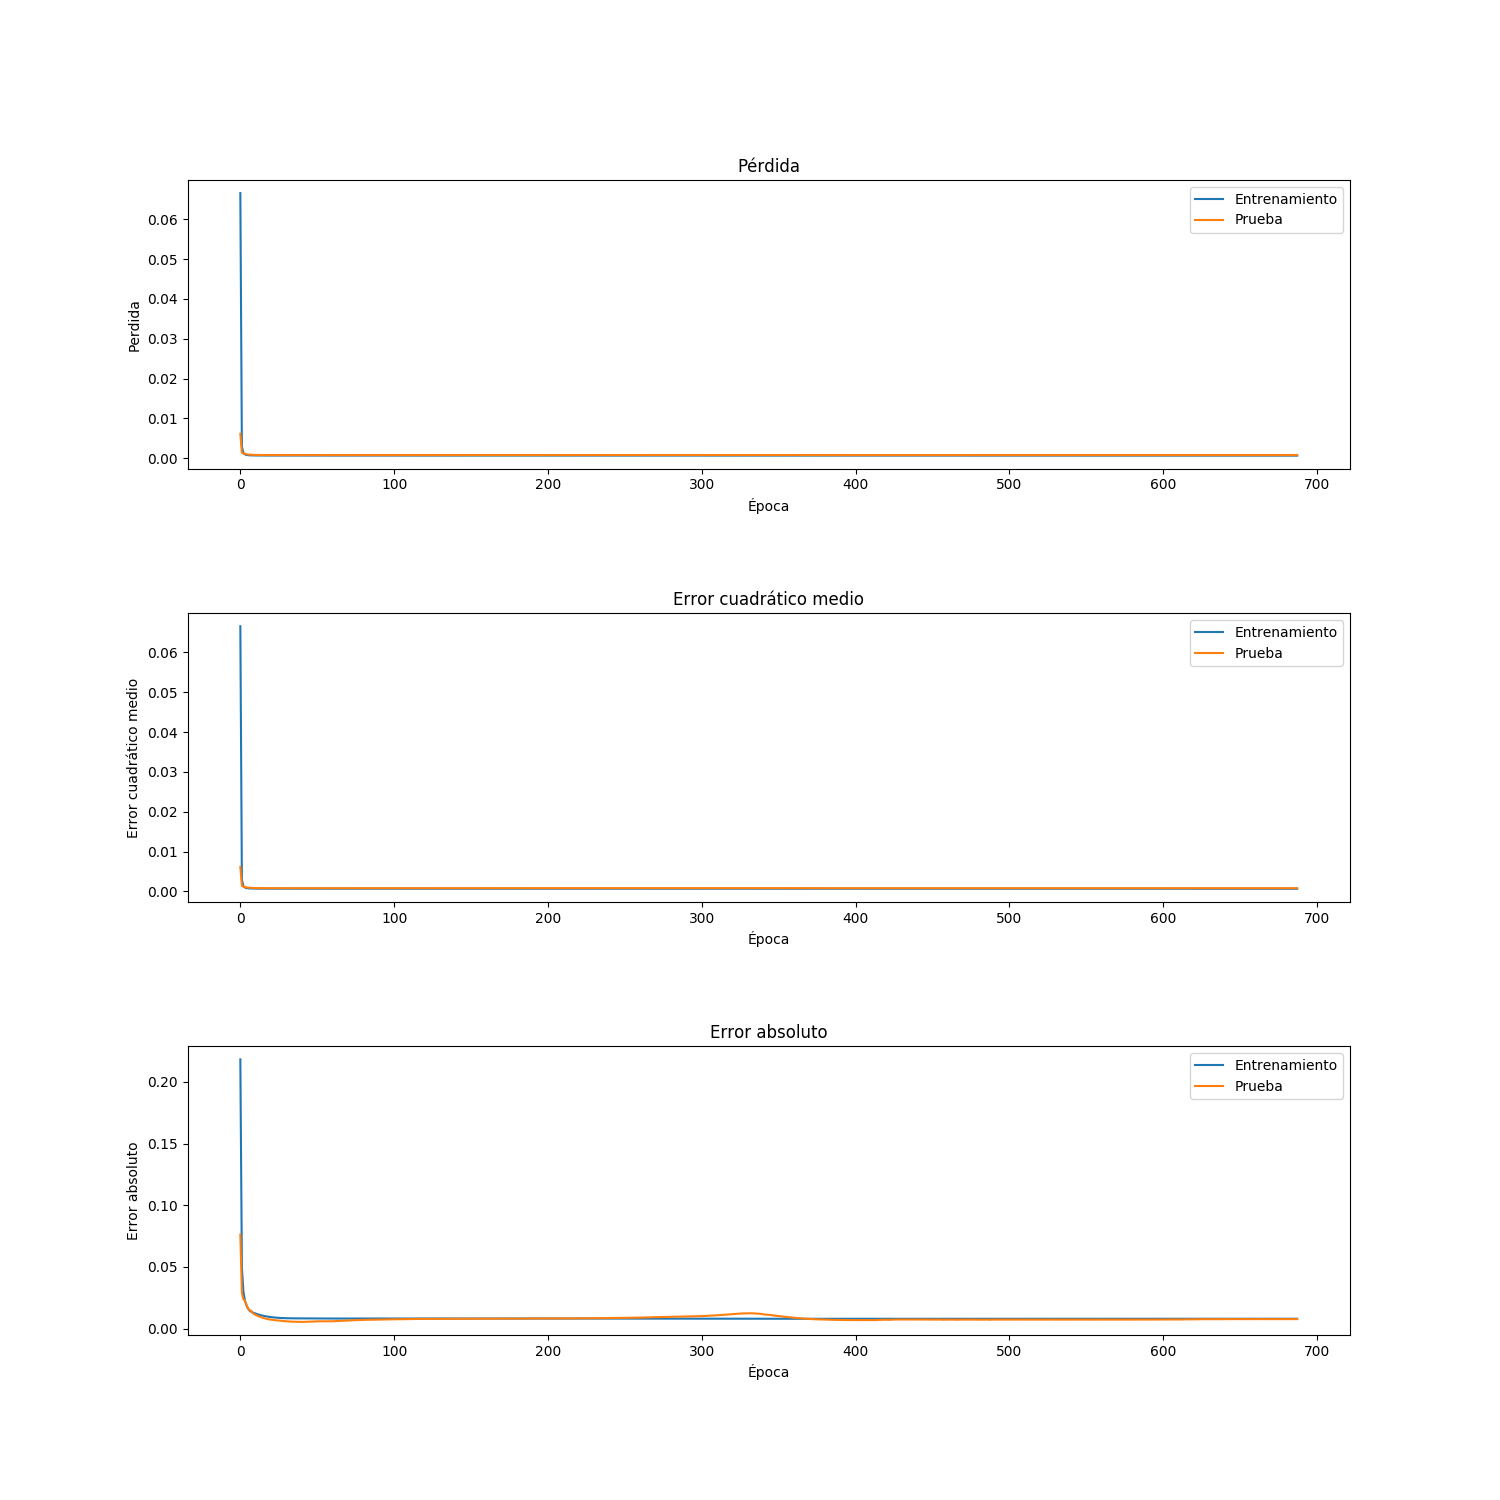 Pérdida
Entrenamiento
Prueba
0.06
0.05
0.04
0.03
0.02
0.01
0.00
Perdida
0 100 200 300 400 500 600 700
Época
Error cuadrático medio
Entrenamiento
Prueba
0.06
0.05
0.04
0.03
0.02
0.01
0.00
Error cuadrático medio
0 100 200 300 400 500 600 700
Época
Error absoluto
Entrenamiento
Prueba
0.20
0.15
0.10
0.05
0.00
Error absoluto
0 100 200 300 400 500 600 700
Época